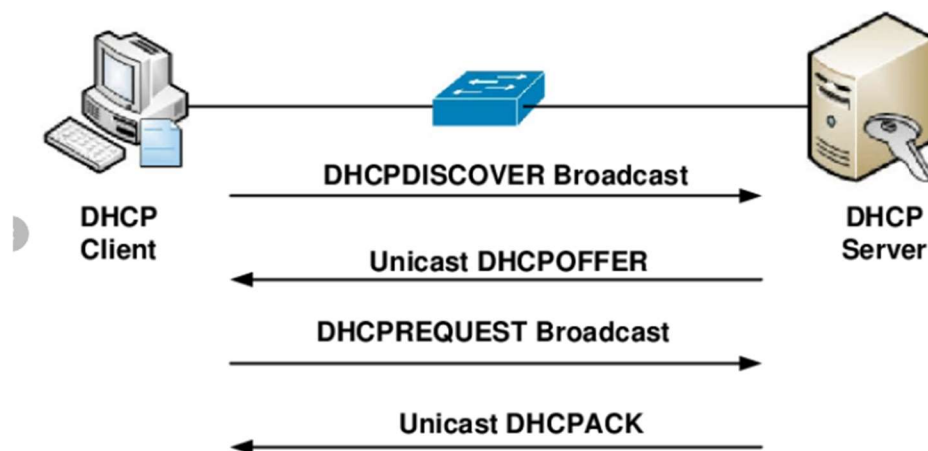 DHCPDISCOVER Broadcast
DHCP
Client
DHCP
Server
Unicast DHCPOFFER
DHCPREQUEST Broadcast
Unicast DHCPACK